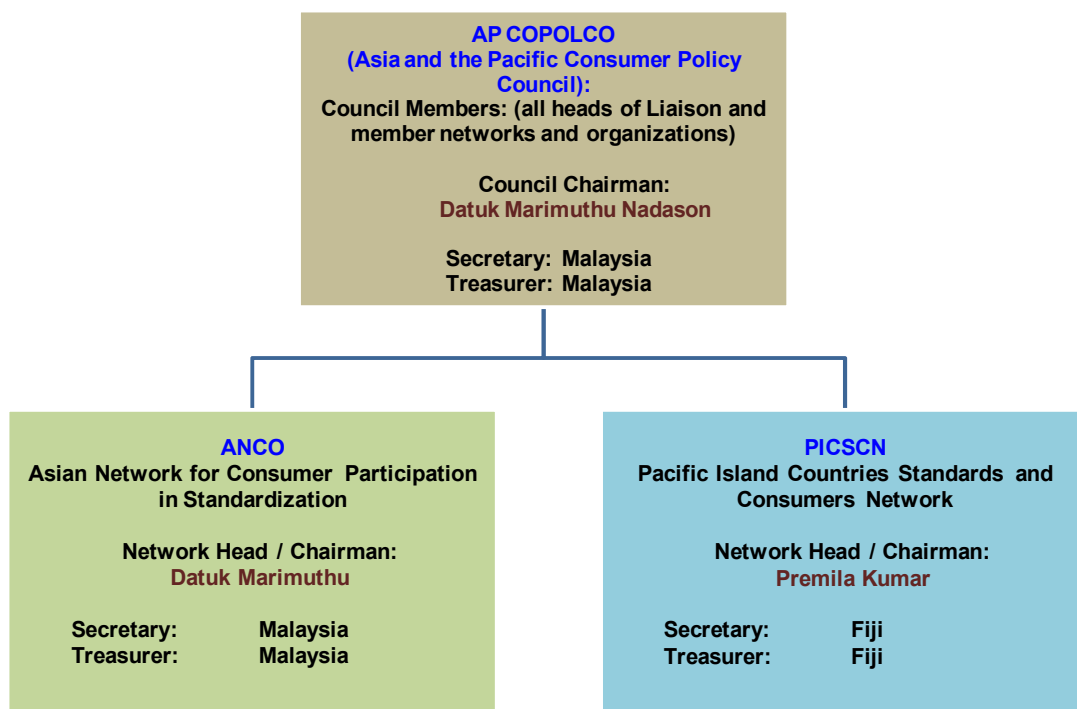 AP COPOLCO
(Asia and the Pacific Consumer Policy
Council):
Council Members: (all heads of Liaison and
member networks and organizations)
Council Chairman:
Datuk Marimuthu Nadason
Secretary: Malaysia
Treasurer: Malaysia
ANCO
Asian Network for Consumer Participation
in Standardization
Network Head / Chairman:
Datuk Marimuthu
Secretary: Malaysia
Treasurer: Malaysia
PICSCN
Pacific Island Countries Standards and
Consumers Network
Network Head / Chairman:
Premila Kumar
Secretary: Fiji
Treasurer: Fiji